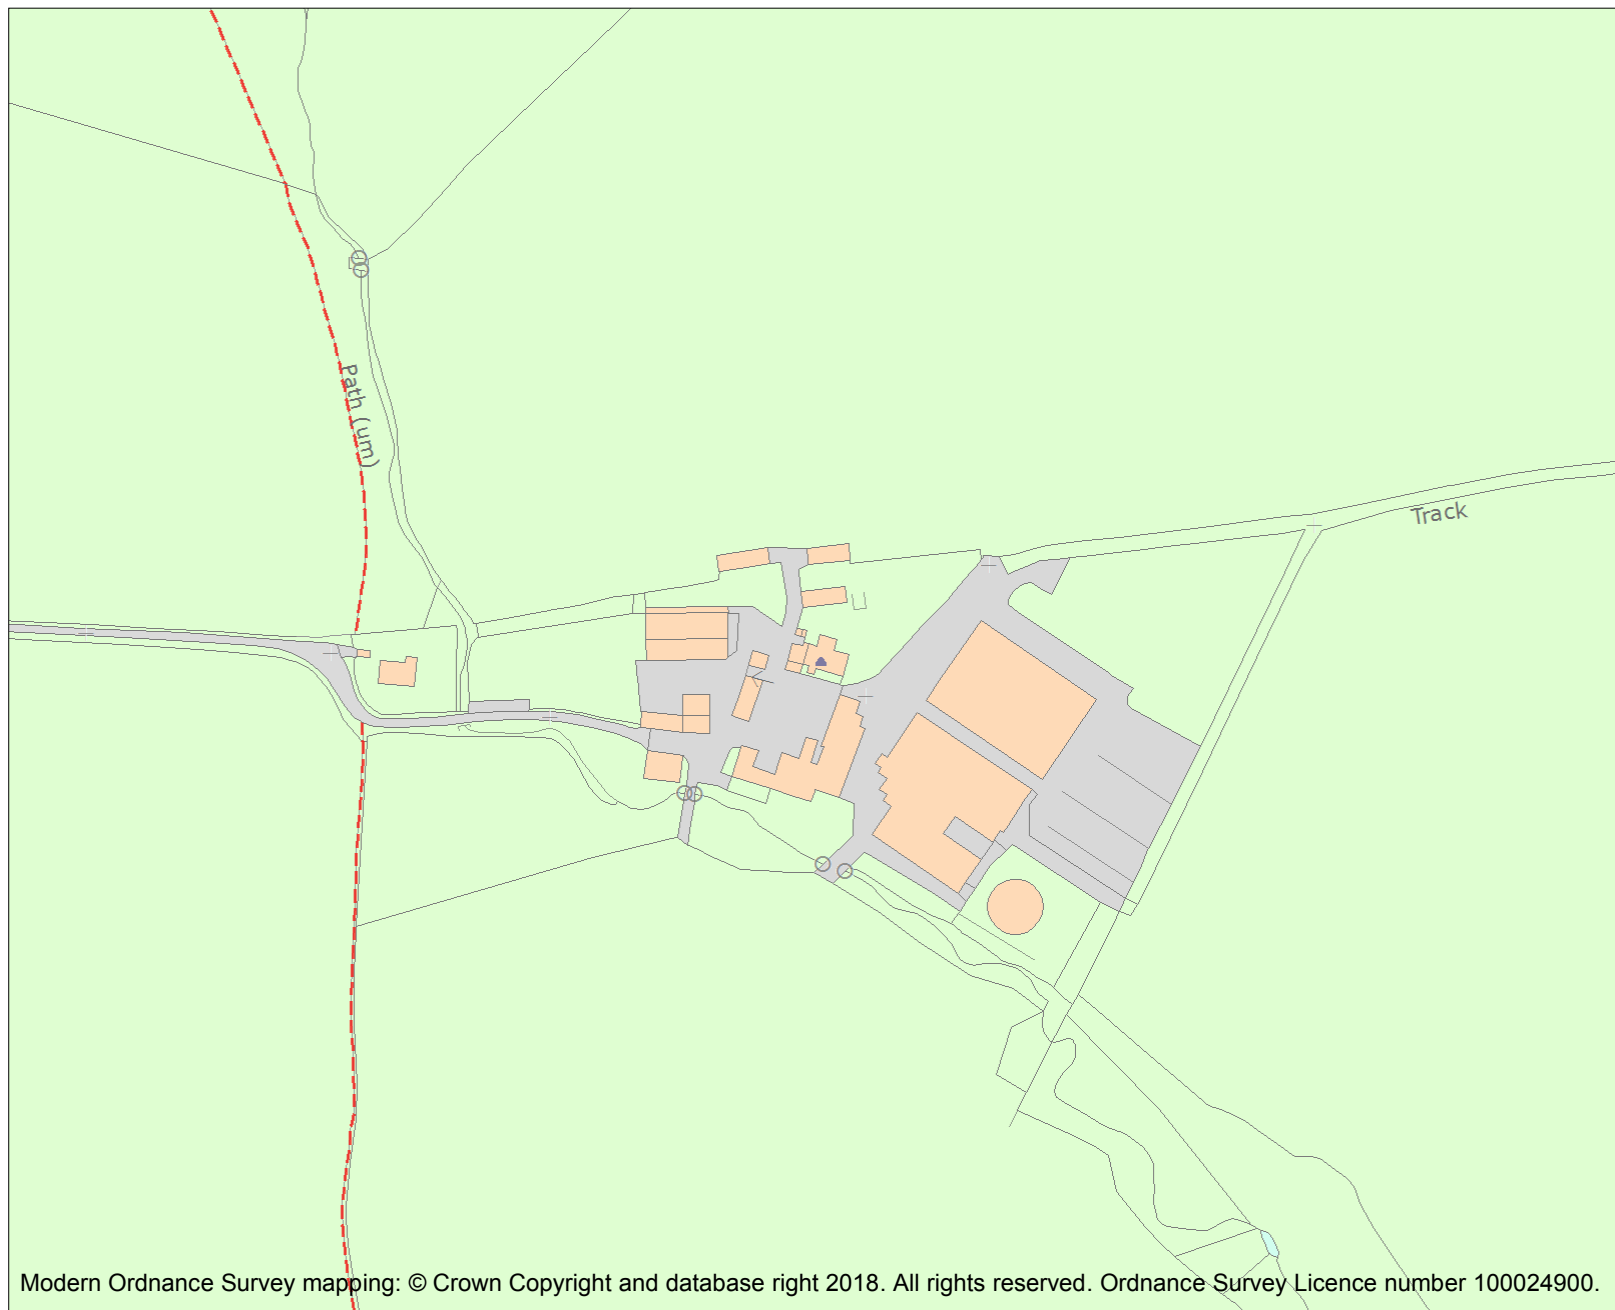 Path (um)
Track
Modern Ordnance Survey mapping: © Crown Copyright and database right 2018. All rights reserved. Ordnance Survey Licence number 100024900.